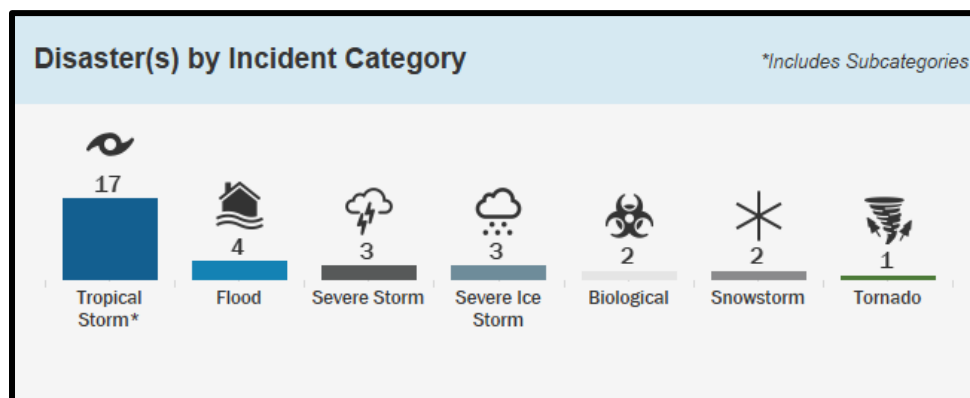 Disaster(s) by Incident Category
*Includes Subcategories
17
4
3
3
2
2
1
Tropical
Storm*
Flood
Severe Storm
Severe Ice
Storm
Biological
Snowstorm
Tornado